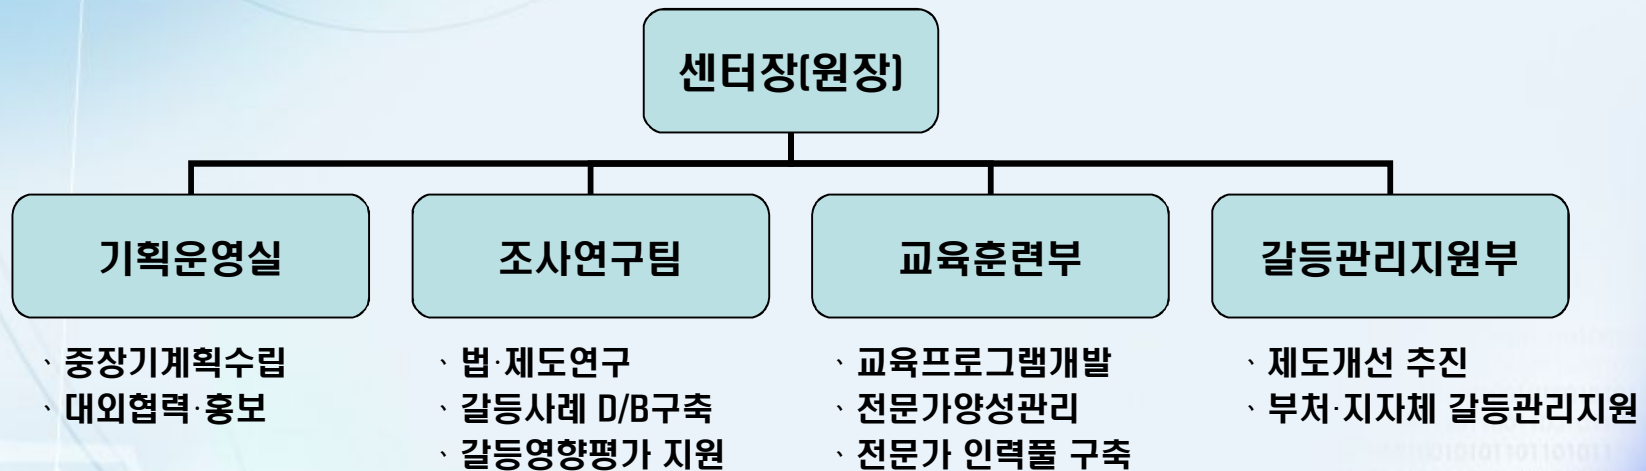 센터장(원장)
기획운영실
조사연구팀
교육훈련부
갈등관리지원부
、중장기계획수립
、대외협력·홍보
、법·제도연구
、갈등사례 D/B구축
、갈등영향평가 지원
、교육프로그램개발
、전문가양성관리
、전문가 인력풀 구축
、제도개선 추진
、부처·지자체 갈등관리지원